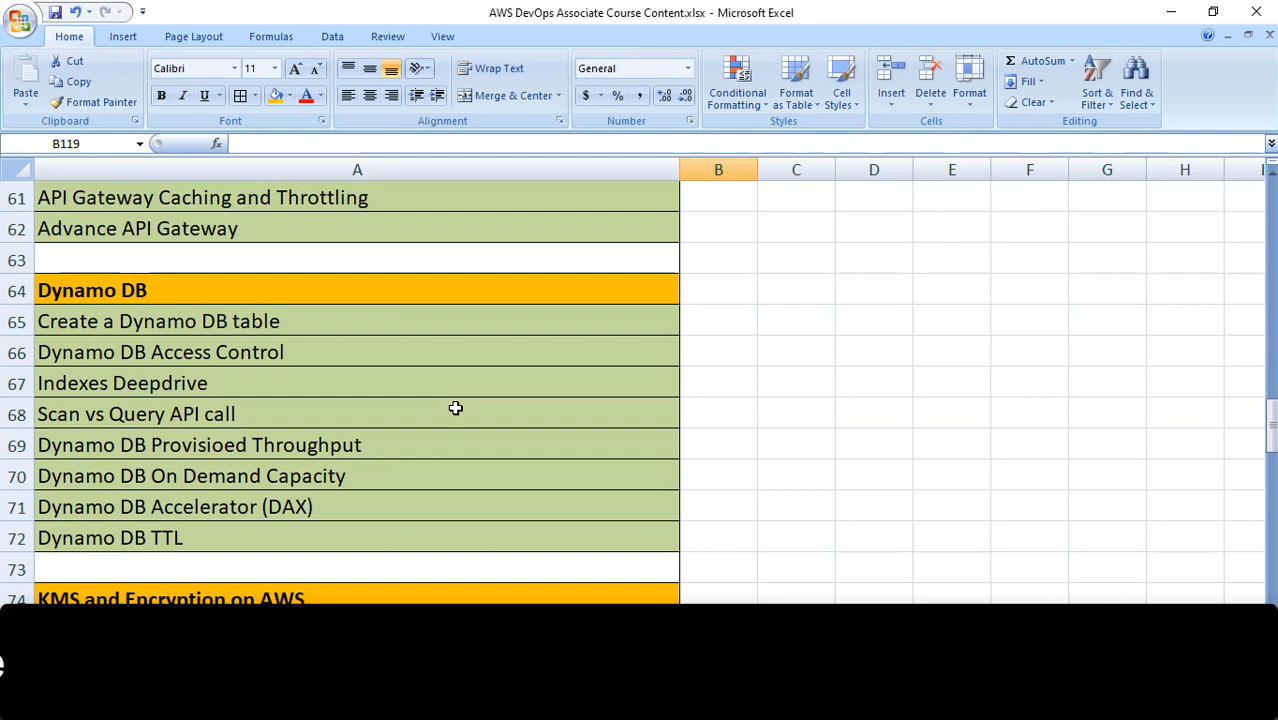 AWS DevOps Associate Course Content.xlsx - Microsoft Excel
Home Insert Page Layout Formulas Data Review View
Paste
Cut
Copy
Format Painter
Clipboard
Calibri 11
B I U
Font
Wrap Text
Merge & Center
Alignment
General
$ % ,
Number
Conditional Formatting
Format as Table
Cell Styles
Styles
Insert Delete Format
Cells
Σ AutoSum
Fill
Clear
Sort & Filter
Find & Select
Editing
B119
fx
A B C D E F G H
61 API Gateway Caching and Throttling
62 Advance API Gateway
63
64 Dynamo DB
65 Create a Dynamo DB table
66 Dynamo DB Access Control
67 Indexes Deepdrive
68 Scan vs Query API call
69 Dynamo DB Provisioed Throughput
70 Dynamo DB On Demand Capacity
71 Dynamo DB Accelerator (DAX)
72 Dynamo DB TTL
73
74 KMS and Encryption on AWS